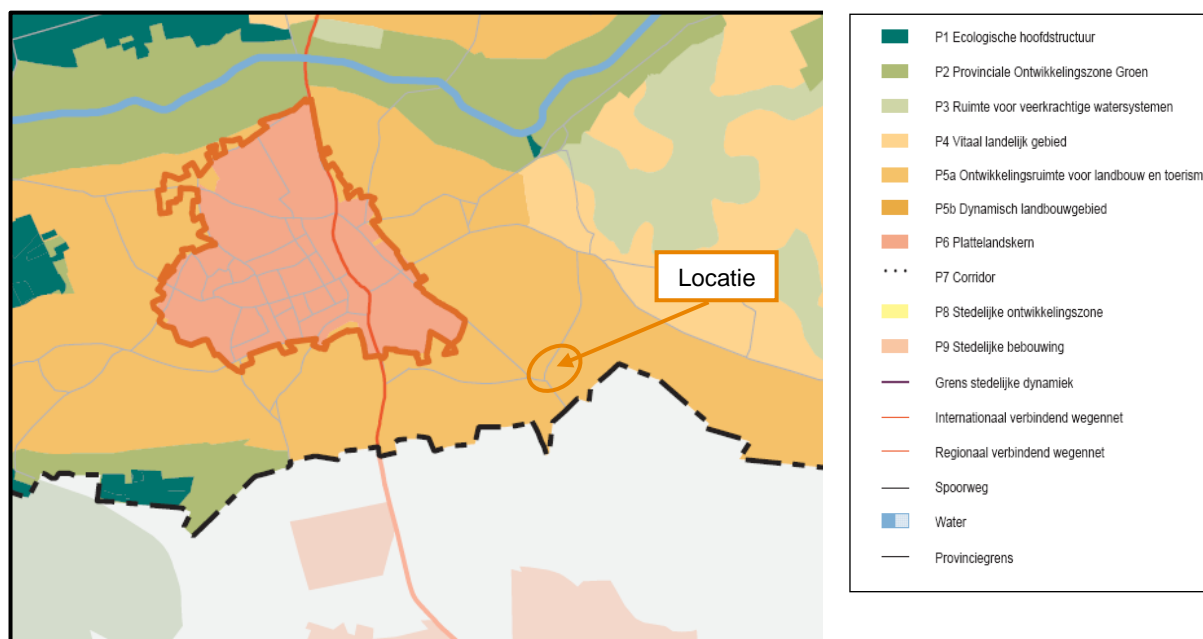 Locatie
P1 Ecologische hoofdstructuur
P2 Provinciale Ontwikkelingszone Groen
P3 Ruimte voor veerkrachtige watersystemen
P4 Vitaal landelijk gebied
P5a Ontwikkelingsruimte voor landbouw en toerism
P5b Dynamisch landbouwgebied
P6 Plattelandskern
P7 Corridor
P8 Stedelijke ontwikkelingszone
P9 Stedelijke bebouwing
Grens stedelijke dynamiek
Internationaal verbindend wegennet
Regionaal verbindend wegennet
Spoorweg
Water
Provinciegrens